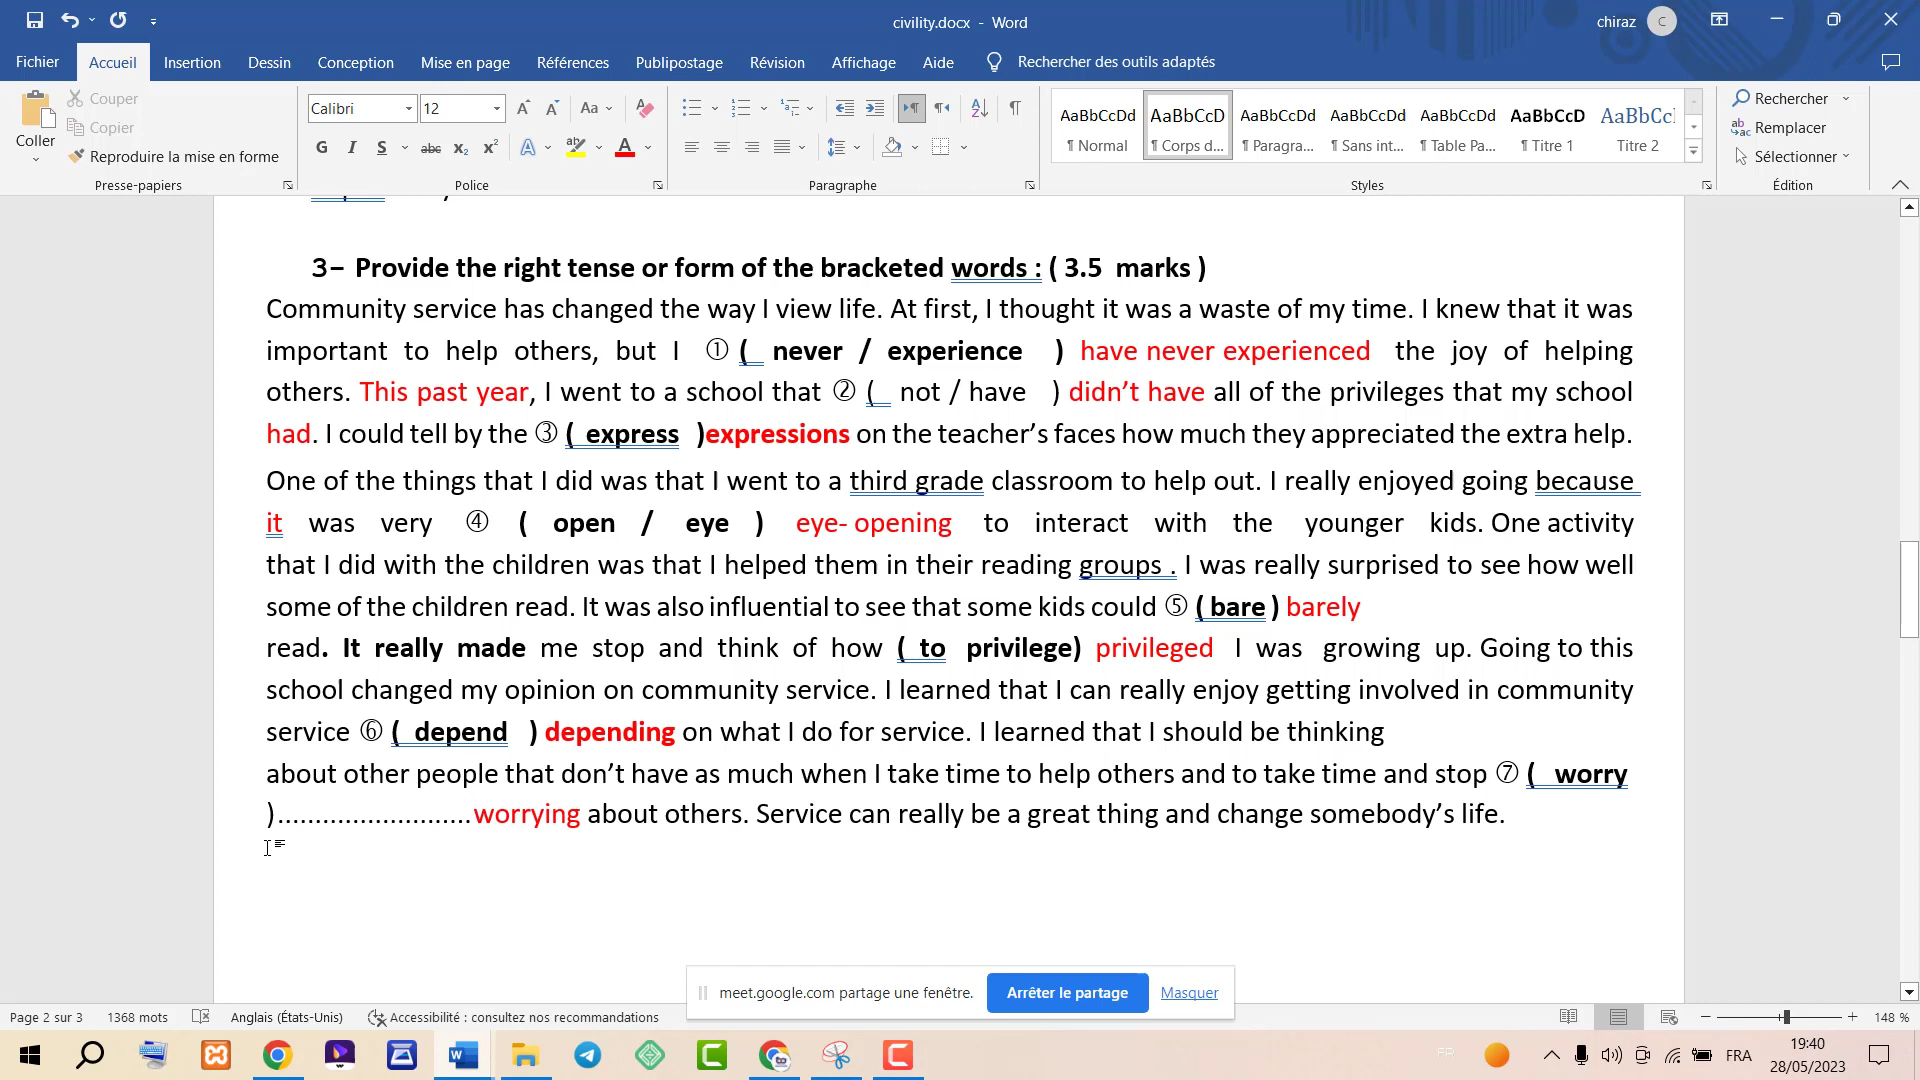 civility.docx - Word
chiraz
C
Fichier Accueil Insertion Dessin Conception Mise en page Références Publipostage Révision Affichage Aide Rechercher des outils adaptés
Coller
Couper
Copier
Reproduire la mise en forme
Presse-papiers
Calibri 12
G I S abc x₂ x² A ab A
Police
Paragraphe
AaBbCcDd AaBbCcD AaBbCcDd AaBbCcDd AaBbCcDd AaBbCcD AaBbCc
¶ Normal ¶ Corps d... ¶ Paragra... ¶ Sans int... ¶ Table Pa... ¶ Titre 1 Titre 2
Styles
Rechercher
Remplacer
Sélectionner
Édition
3– Provide the right tense or form of the bracketed words : ( 3.5 marks )
Community service has changed the way I view life. At first, I thought it was a waste of my time. I knew that it was
important to help others, but I ① ( never / experience ) have never experienced the joy of helping
others. This past year, I went to a school that ② ( not / have ) didn’t have all of the privileges that my school
had. I could tell by the ③ ( express )expressions on the teacher’s faces how much they appreciated the extra help.
One of the things that I did was that I went to a third grade classroom to help out. I really enjoyed going because
it was very ④ ( open / eye ) eye- opening to interact with the younger kids. One activity
that I did with the children was that I helped them in their reading groups . I was really surprised to see how well
some of the children read. It was also influential to see that some kids could ⑤ ( bare ) barely
read. It really made me stop and think of how ( to privilege) privileged I was growing up. Going to this
school changed my opinion on community service. I learned that I can really enjoy getting involved in community
service ⑥ ( depend ) depending on what I do for service. I learned that I should be thinking
about other people that don’t have as much when I take time to help others and to take time and stop ⑦ ( worry
)..........................worrying about others. Service can really be a great thing and change somebody’s life.
meet.google.com partage une fenêtre. Arrêter le partage Masquer
Page 2 sur 3 1368 mots Anglais (États-Unis) Accessibilité : consultez nos recommandations 148 %
FRA
19:40
28/05/2023